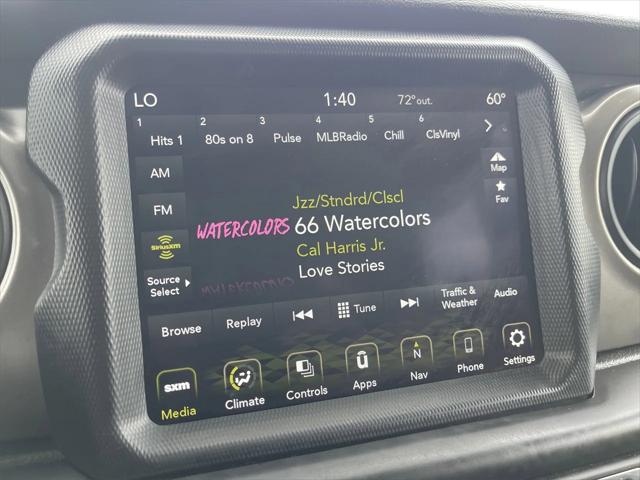 LO 1:40 72°out. 60°
1 2 3 4 5 6
Hits 1 80s on 8 Pulse MLBRadio Chill ClsVinyl
AM
Map
FM
Fav
Jzz/Stndrd/Clscl
WATERCOLORS 66 Watercolors
siriusxm
Cal Harris Jr.
Love Stories
Source
Select
Browse Replay Tune Traffic & Audio
Weather
sxm
Media Climate Controls Apps Nav Phone Settings
N